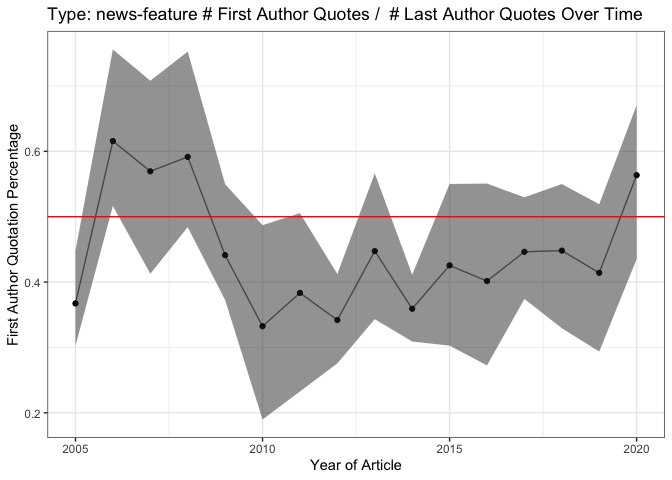 Type: news-feature # First Author Quotes /  # Last Author Quotes Over Time
First Author Quotation Percentage
0.6
0.4
0.2
2005
2010
2015
2020
Year of Article